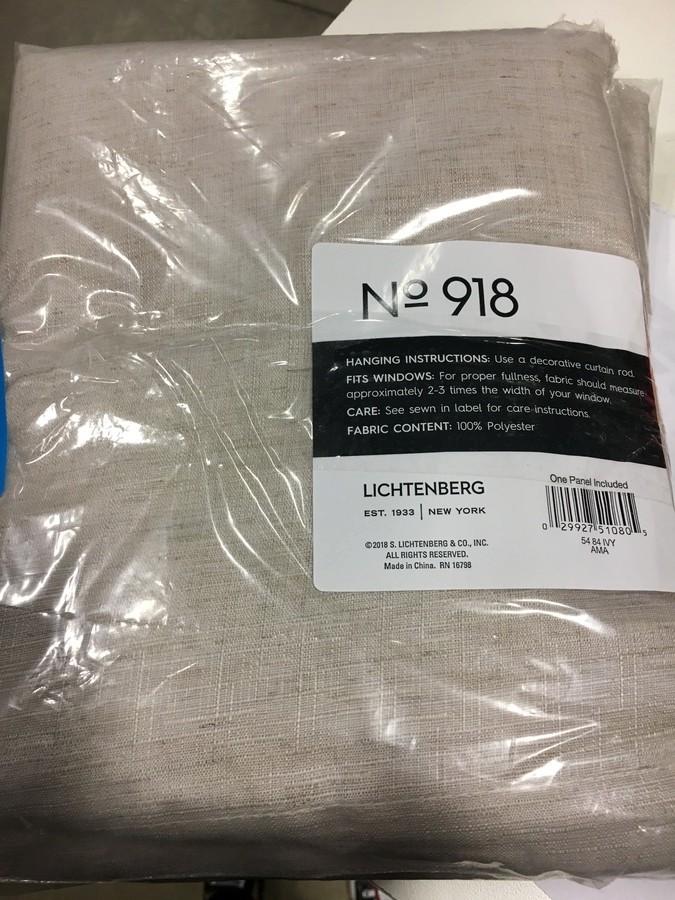 Nº 918
HANGING INSTRUCTIONS: Use a decorative curtain rod.
FITS WINDOWS: For proper fullness, fabric should measure
approximately 2-3 times the width of your window.
CARE: See sewn in label for care instructions.
FABRIC CONTENT: 100% Polyester
LICHTENBERG
EST. 1933 | NEW YORK
©2018 S. LICHTENBERG & CO., INC.
ALL RIGHTS RESERVED.
Made in China. RN 16798
One Panel Included
0 29927 51080 5
54 84 IVY
AMA